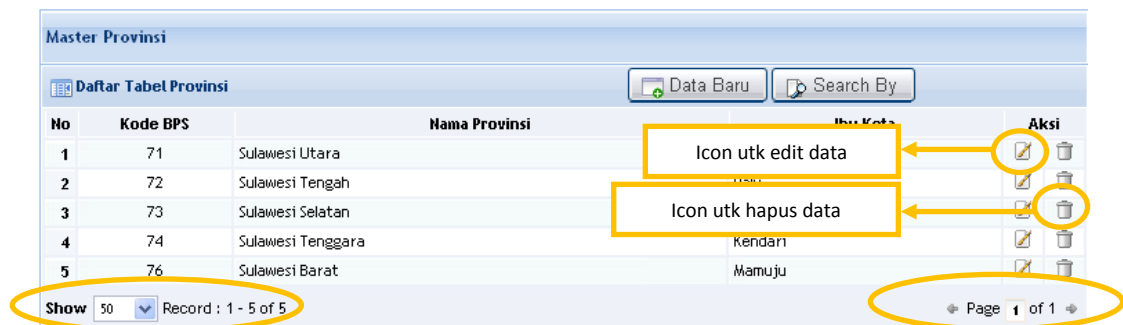 Master Provinsi
Daftar Tabel Provinsi Data Baru Search By
No Kode BPS Nama Provinsi Ibu Kota Aksi
1 71 Sulawesi Utara
Icon utk edit data
2 72 Sulawesi Tengah
3 73 Sulawesi Selatan
Icon utk hapus data
4 74 Sulawesi Tenggara Kendari
5 76 Sulawesi Barat Mamuju
Show 50 Record : 1 - 5 of 5 Page 1 of 1